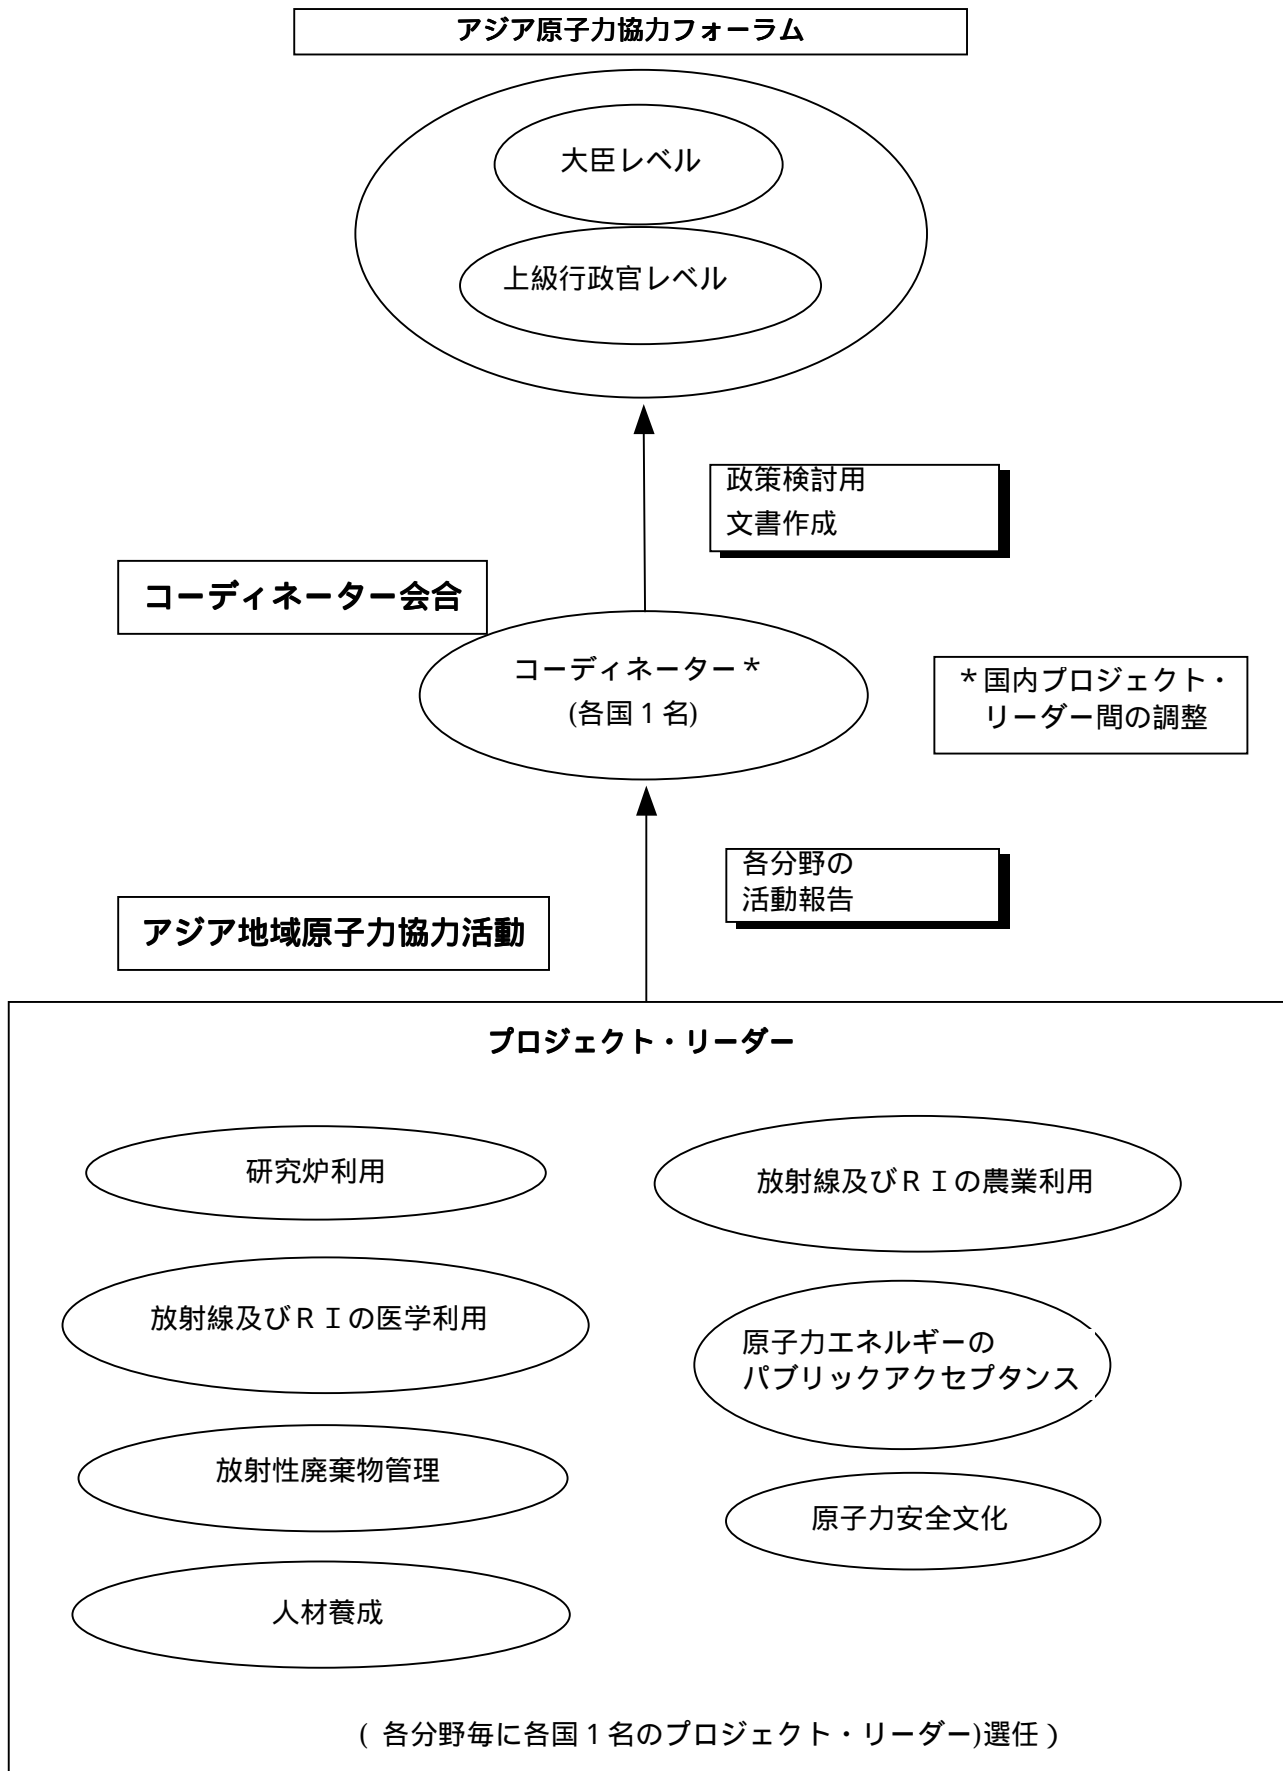 アジア原子力協力フォーラム
大臣レベル
上級行政官レベル
政策検討用
文書作成
コーディネーター会合
コーディネーター＊
(各国１名)
＊国内プロジェクト・
リーダー間の調整
各分野の
活動報告
アジア地域原子力協力活動
プロジェクト・リーダー
研究炉利用
放射線及びＲＩの農業利用
放射線及びＲＩの医学利用
原子力エネルギーの
パブリックアクセプタンス
放射性廃棄物管理
原子力安全文化
人材養成
( 各分野毎に各国１名のプロジェクト・リーダー)選任 )